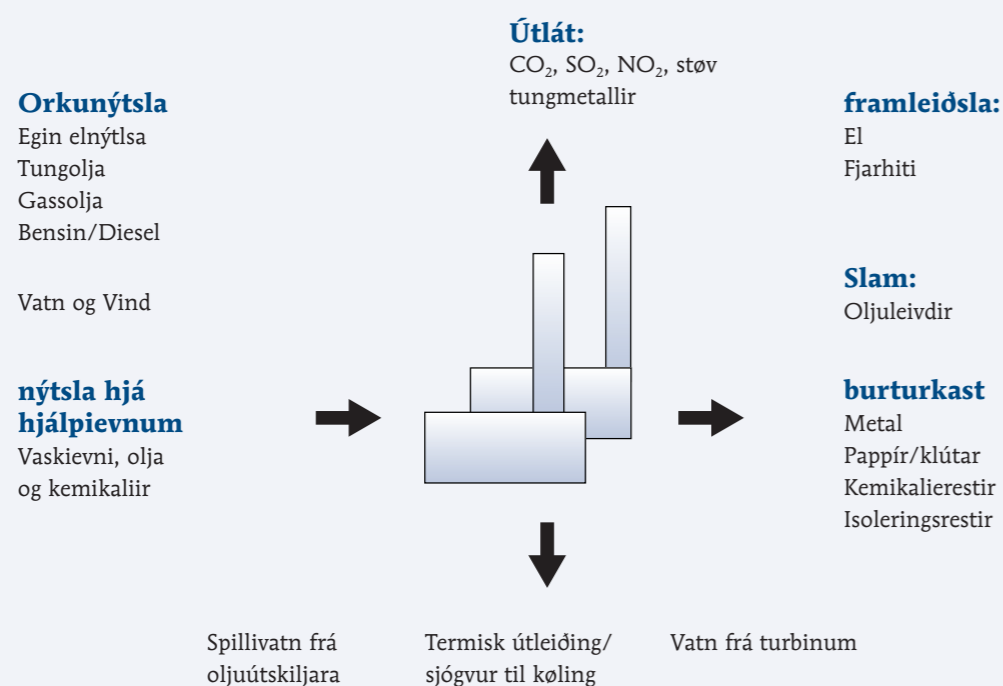 Útlát:
CO₂, SO₂, NO₂, støv
tungmetallir
Orkunýtsla
Egin elnýtlsa
Tungolja
Gassolja
Bensin/Diesel
Vatn og Vind
nýtsla hjá
hjálpievnum
Vaskievni, olja
og kemikaliir
framleiðsla:
El
Fjarhiti
Slam:
Oljuleivdir
burturkast
Metal
Pappír/klútar
Kemikalierestir
Isoleringsrestir
Spillivatn frá
oljuútskiljara
Termisk útleiðing/
sjógvur til køling
Vatn frá turbinum